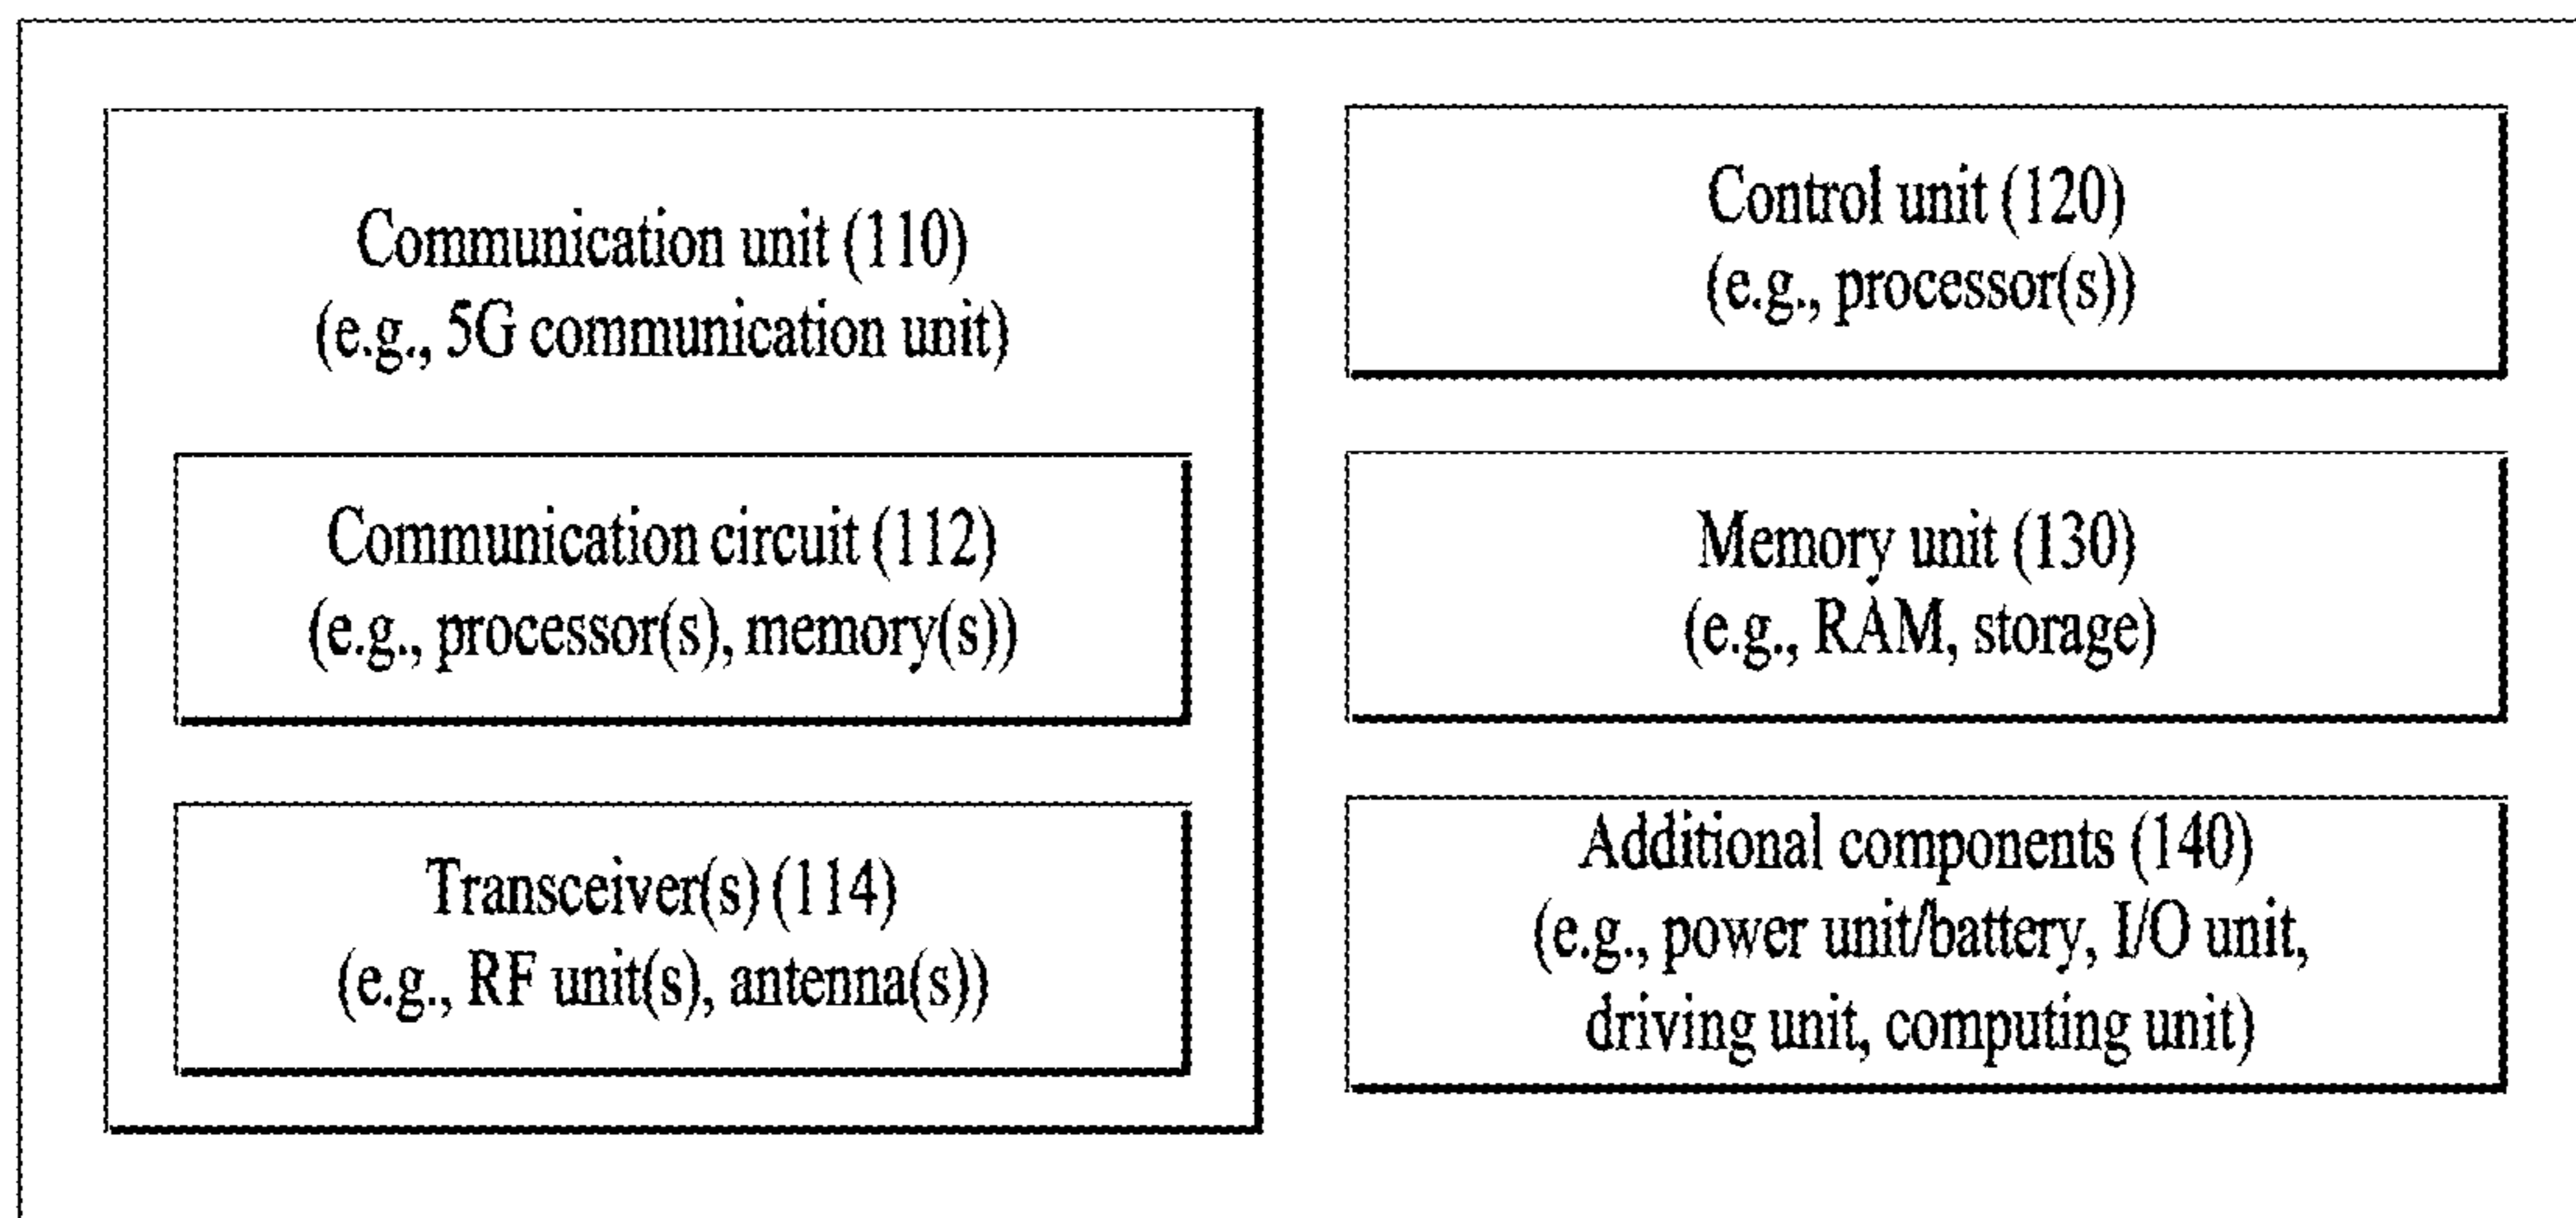 Communication unit (110)
(e.g., 5G communication unit)
Communication circuit (112)
(e.g., processor(s), memory(s))
Transceiver(s) (114)
(e.g., RF unit(s), antenna(s))
Control unit (120)
(e.g., processor(s))
Memory unit (130)
(e.g., RAM, storage)
Additional components (140)
(e.g., power unit/battery, I/O unit,
driving unit, computing unit)